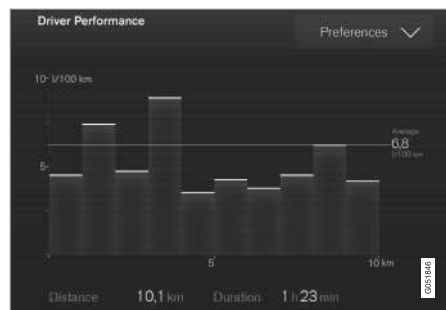 Driver Performance
Preferences
10 l/100 km
Average
6,8
l/100 km
5
5
10 km
G051846
Distance 10,1 km Duration 1 h 23 min